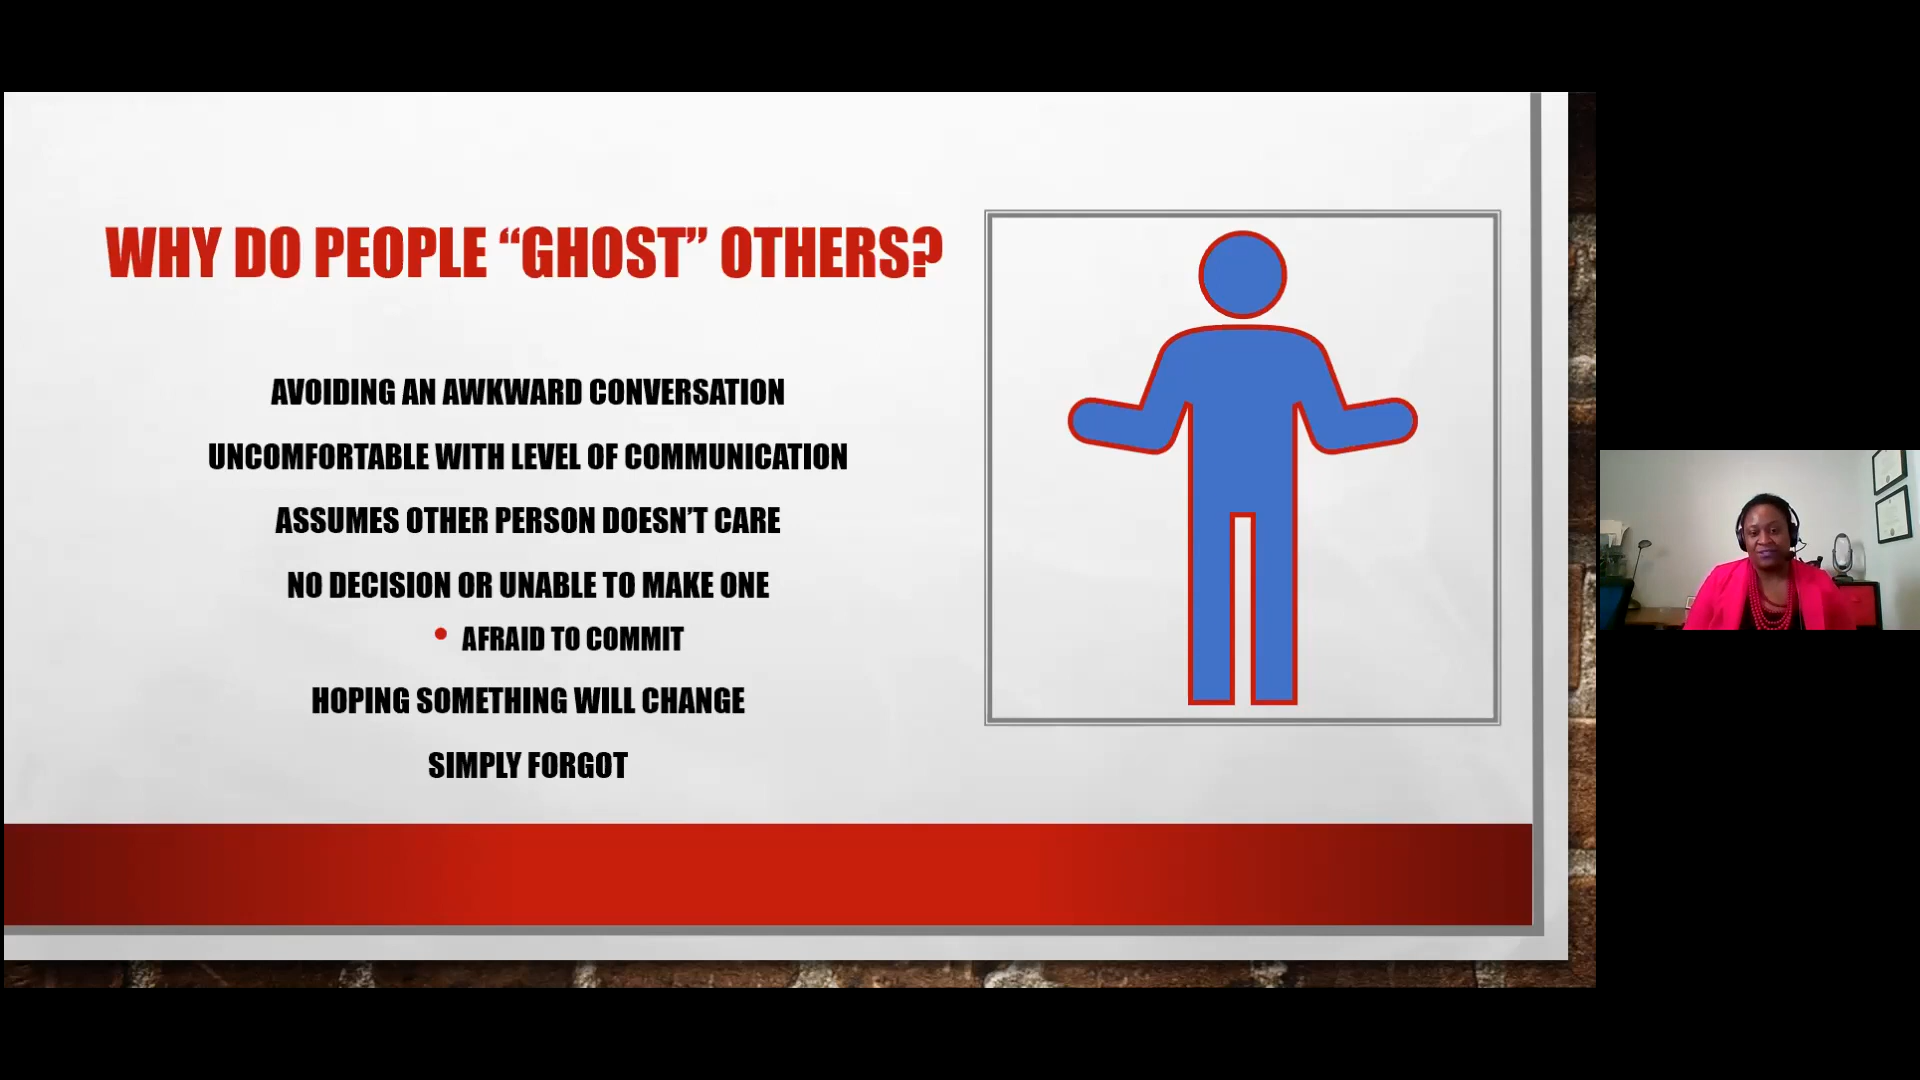 WHY DO PEOPLE “GHOST” OTHERS?
AVOIDING AN AWKWARD CONVERSATION
UNCOMFORTABLE WITH LEVEL OF COMMUNICATION
ASSUMES OTHER PERSON DOESN’T CARE
NO DECISION OR UNABLE TO MAKE ONE
• AFRAID TO COMMIT
HOPING SOMETHING WILL CHANGE
SIMPLY FORGOT